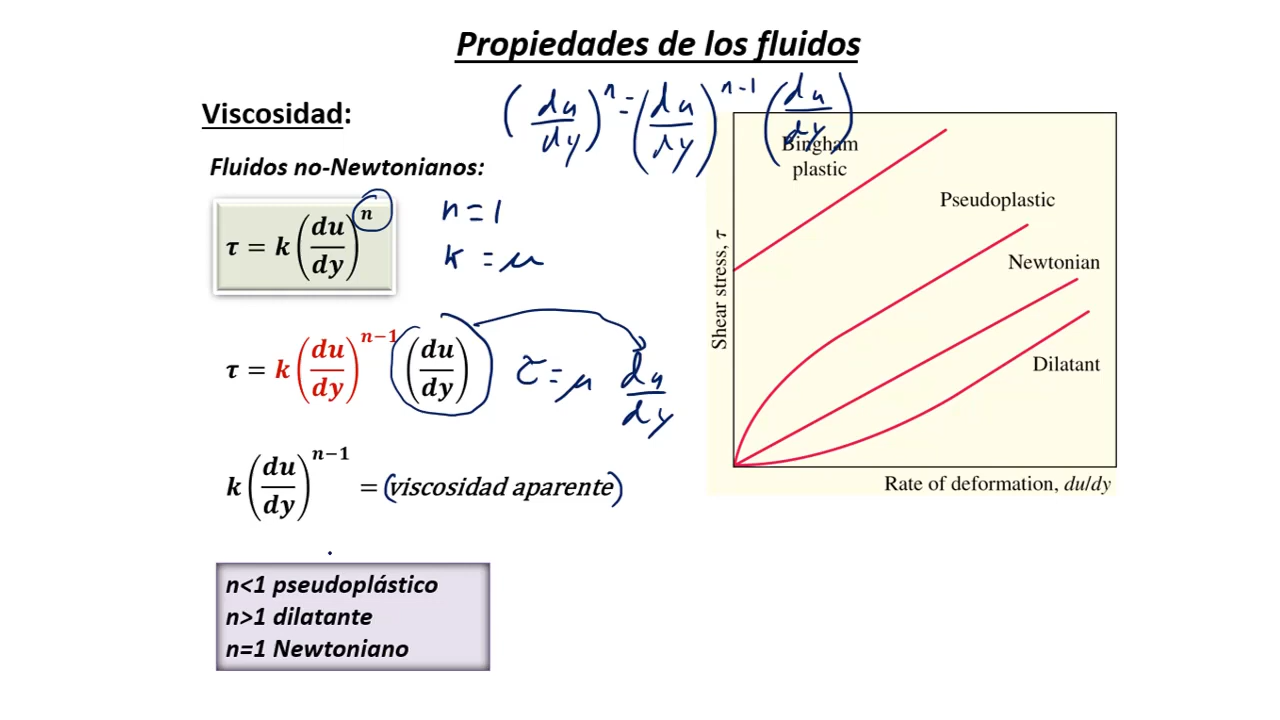 Propiedades de los fluidos
(du/dy)^n = (du/dy)^n-1 (du/dy)
Viscosidad:
Fluidos no-Newtonianos:
τ = k(du/dy)^n
n = 1
k = μ
τ = k(du/dy)^n−1 (du/dy)
τ = μ du/dy
k(du/dy)^n−1 = (viscosidad aparente)
n<1 pseudoplástico
n>1 dilatante
n=1 Newtoniano
Bingham
plastic
Pseudoplastic
Newtonian
Dilatant
Shear stress, τ
Rate of deformation, du/dy